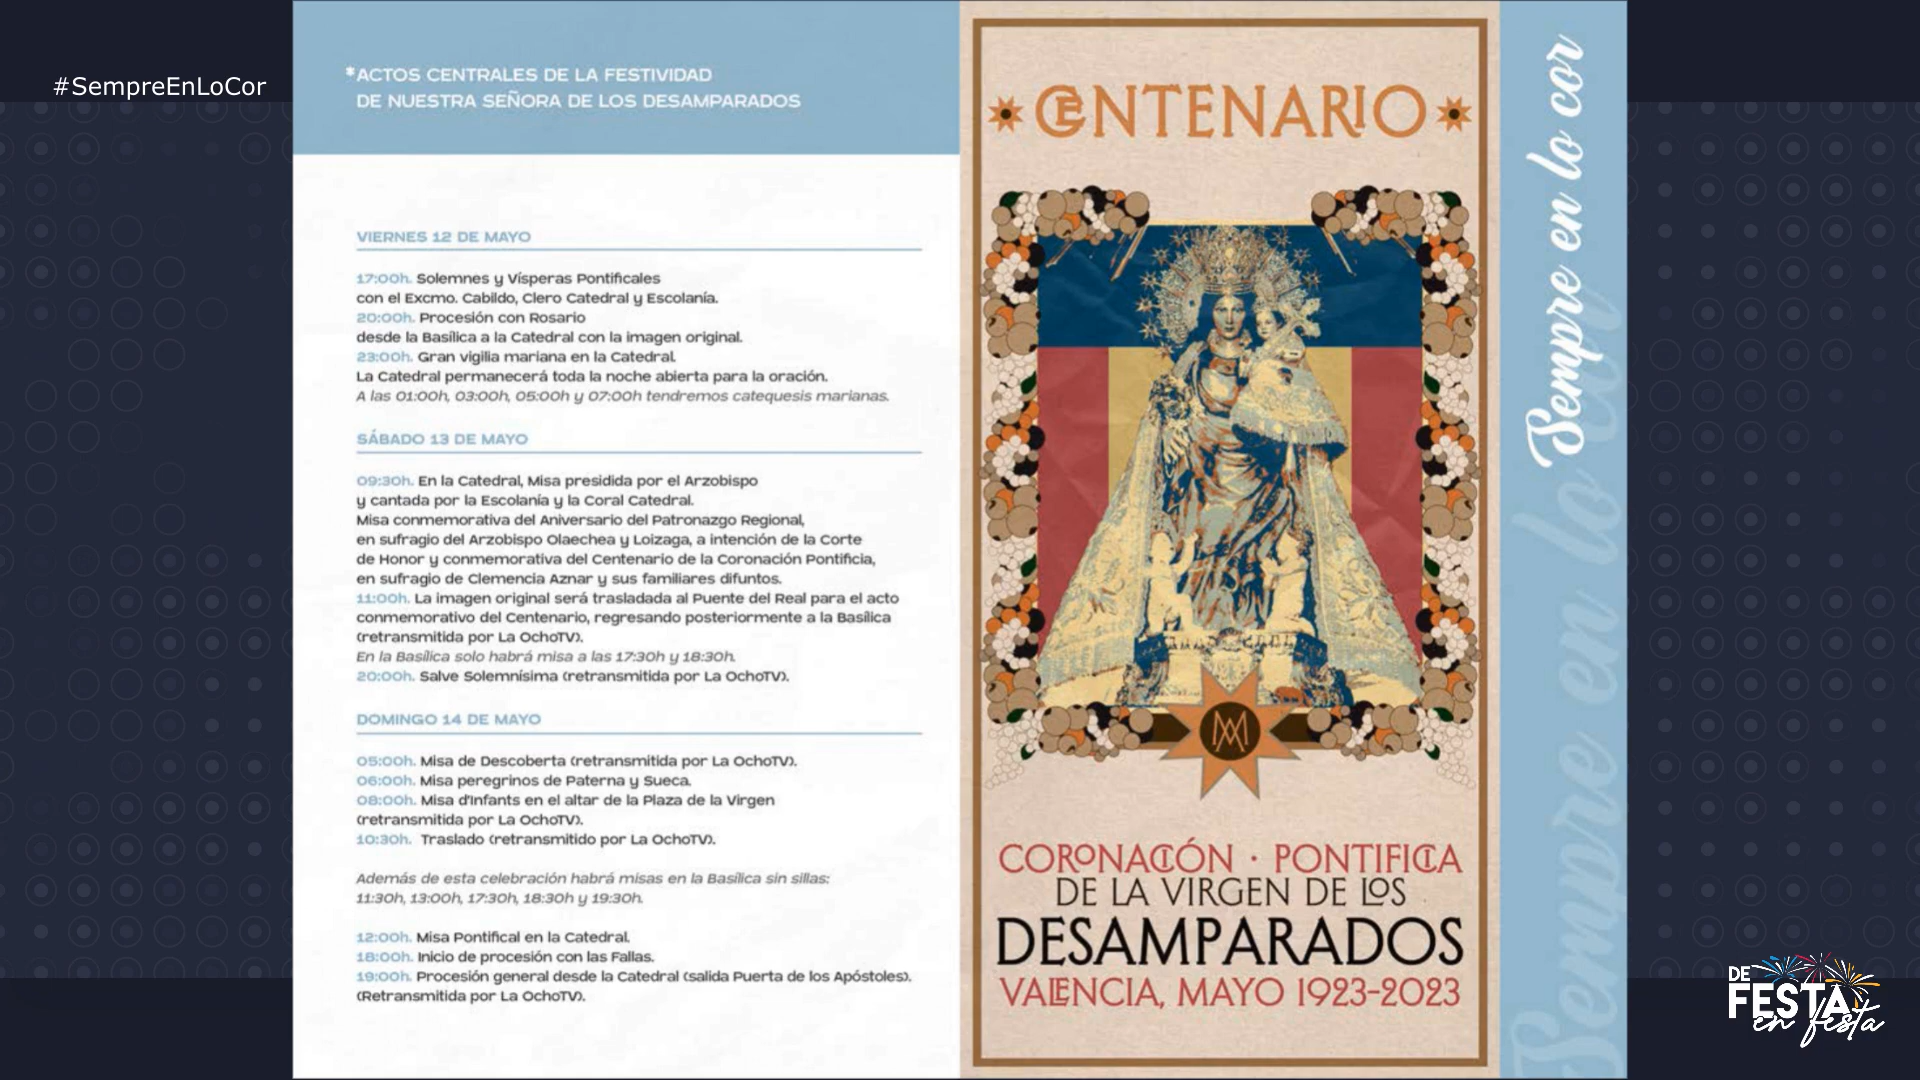 #SempreEnLoCor
*ACTOS CENTRALES DE LA FESTIVIDAD
DE NUESTRA SEÑORA DE LOS DESAMPARADOS
VIERNES 12 DE MAYO
17:00h. Solemnes y Vísperas Pontificales
con el Excmo. Cabildo, Clero Catedral y Escolanía.
20:00h. Procesión con Rosario
desde la Basílica a la Catedral con la imagen original.
23:00h. Gran vigilia mariana en la Catedral.
La Catedral permanecerá toda la noche abierta para la oración.
A las 01:00h, 03:00h, 05:00h y 07:00h tendremos catequesis marianas.
SÁBADO 13 DE MAYO
09:30h. En la Catedral, Misa presidida por el Arzobispo
y cantada por la Escolanía y la Coral Catedral.
Misa conmemorativa del Aniversario del Patronazgo Regional,
en sufragio del Arzobispo Olaechea y Loizaga, a intención de la Corte
de Honor y conmemorativa del Centenario de la Coronación Pontificia,
en sufragio de Clemencia Aznar y sus familiares difuntos.
11:00h. La imagen original será trasladada al Puente del Real para el acto
conmemorativo del Centenario, regresando posteriormente a la Basílica
(retransmitida por La OchoTV).
En la Basílica solo habrá misa a las 17:30h y 18:30h.
20:00h. Salve Solemnísima (retransmitida por La OchoTV).
DOMINGO 14 DE MAYO
05:00h. Misa de Descoberta (retransmitida por La OchoTV).
06:00h. Misa peregrinos de Paterna y Sueca.
08:00h. Misa d'Infants en el altar de la Plaza de la Virgen
(retransmitida por La OchoTV).
10:30h. Traslado (retransmitido por La OchoTV).
Además de esta celebración habrá misas en la Basílica sin sillas:
11:30h, 13:00h, 17:30h, 18:30h y 19:30h.
12:00h. Misa Pontifical en la Catedral.
18:00h. Inicio de procesión con las Fallas.
19:00h. Procesión general desde la Catedral (salida Puerta de los Apóstoles).
(Retransmitida por La OchoTV).
CENTENARIO
CORONACIÓN · PONTIFICIA
DE LA VIRGEN DE LOS
DESAMPARADOS
VALENCIA, MAYO 1923-2023
Sempre en lo cor
Sempre en lo cor
DE
FESTA
en festa